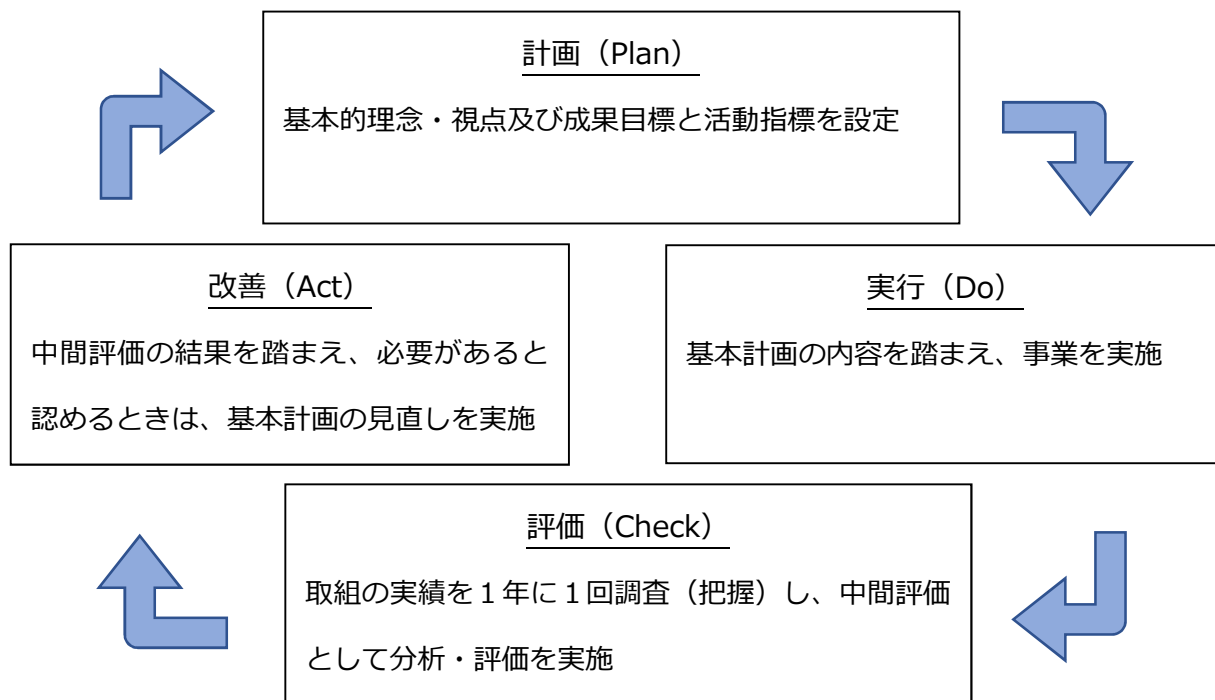 計画（Plan）
基本的理念・視点及び成果目標と活動指標を設定
改善（Act）
中間評価の結果を踏まえ、必要があると
認めるときは、基本計画の見直しを実施
実行（Do）
基本計画の内容を踏まえ、事業を実施
評価（Check）
取組の実績を１年に１回調査（把握）し、中間評価
として分析・評価を実施